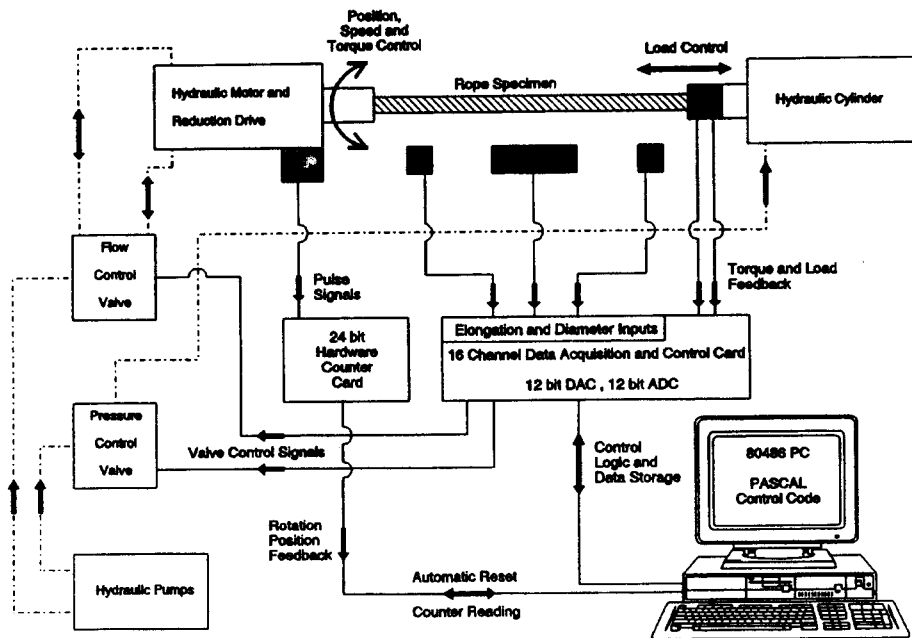 Position,
Speed and
Torque Control
Load Control
Rope Specimen
Hydraulic Motor and
Reduction Drive
Hydraulic Cylinder
Flow
Control
Valve
Pulse
Signals
Torque and Load
Feedback
24 bit
Hardware
Counter
Card
Elongation and Diameter Inputs
16 Channel Data Acquisition and Control Card
12 bit DAC , 12 bit ADC
Pressure
Control
Valve
Valve Control Signals
Control
Logic and
Data Storage
80486 PC
PASCAL
Control Code
Rotation
Position
Feedback
Hydraulic Pumps
Automatic Reset
Counter Reading